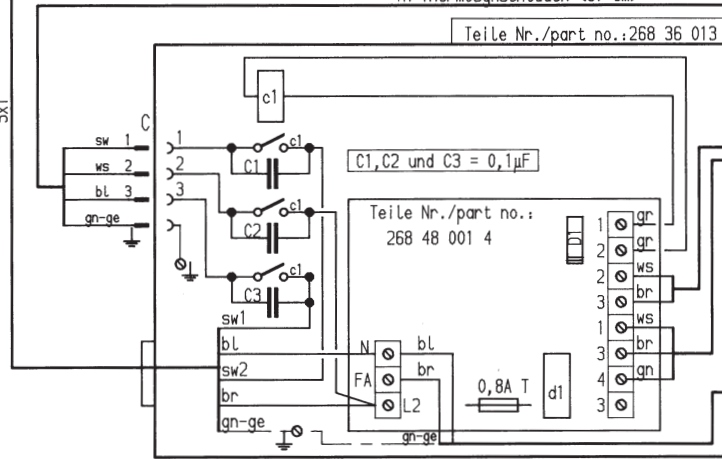 Teile Nr./part no.:268 36 013
5x1
c1
C
sw 1
1
c1
ws 2
2
C1
C1,C2 und C3 = 0,1µF
bl 3
3
c1
gn-ge
C2
Teile Nr./part no.:
268 48 001 4
D1
1 gr
2 gr
2 ws
3 br
1 ws
3 br
4 gn
3
c1
C3
sw1
bl
N
bl
sw2
FA
br
br
L2
0,8A T
d1
gn-ge
gn-ge